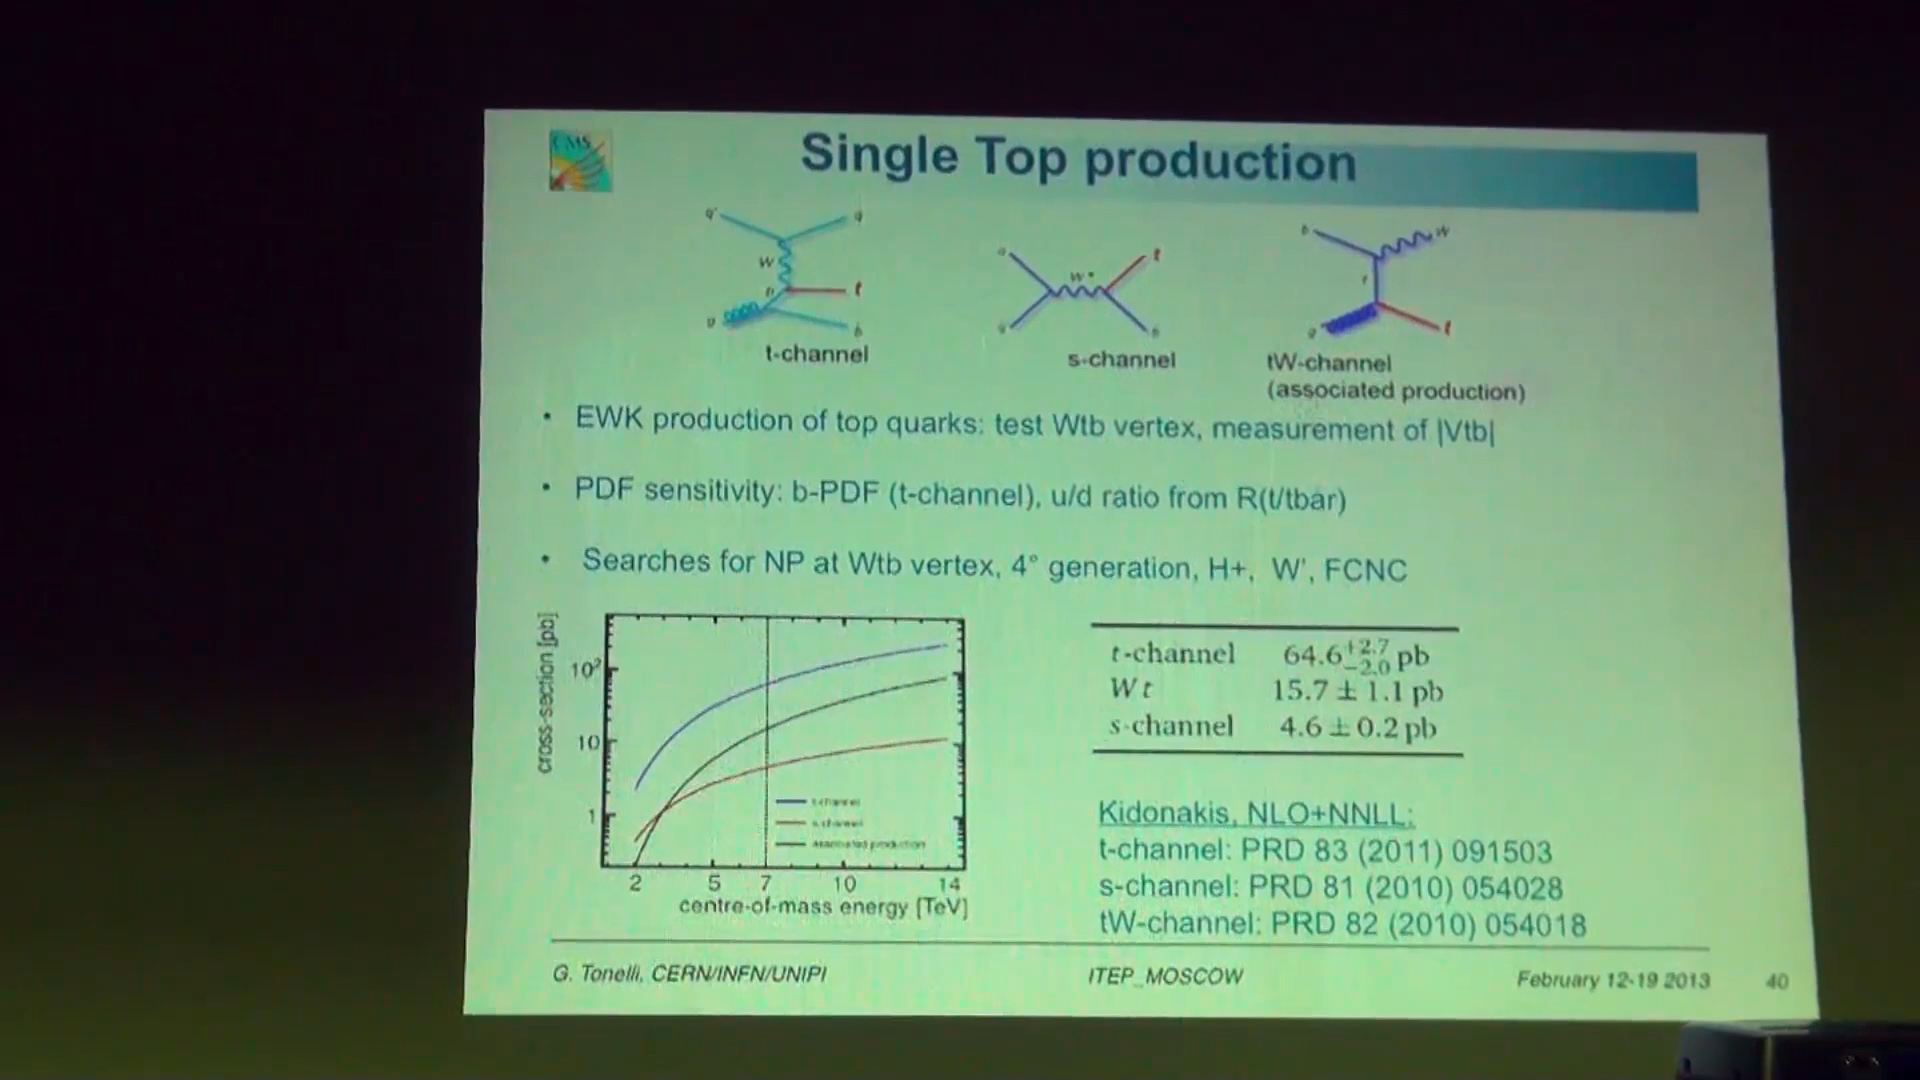 CMS
Single Top production
q'
q
W
b
t
g
b
t-channel
W*
t
s-channel
b
W
t
g
t
tW-channel
(associated production)
• EWK production of top quarks: test Wtb vertex, measurement of |Vtb|
• PDF sensitivity: b-PDF (t-channel), u/d ratio from R(t/tbar)
• Searches for NP at Wtb vertex, 4° generation, H+, W', FCNC
cross-section [pb]
10²
10
1
t-channel
s-channel
associated production
2 5 7 10 14
centre-of-mass energy [TeV]
t-channel 64.6+2.7−2.0 pb
Wt 15.7 ± 1.1 pb
s-channel 4.6 ± 0.2 pb
Kidonakis, NLO+NNLL:
t-channel: PRD 83 (2011) 091503
s-channel: PRD 81 (2010) 054028
tW-channel: PRD 82 (2010) 054018
G. Tonelli, CERN/INFN/UNIPI
ITEP_MOSCOW
February 12-19 2013
40